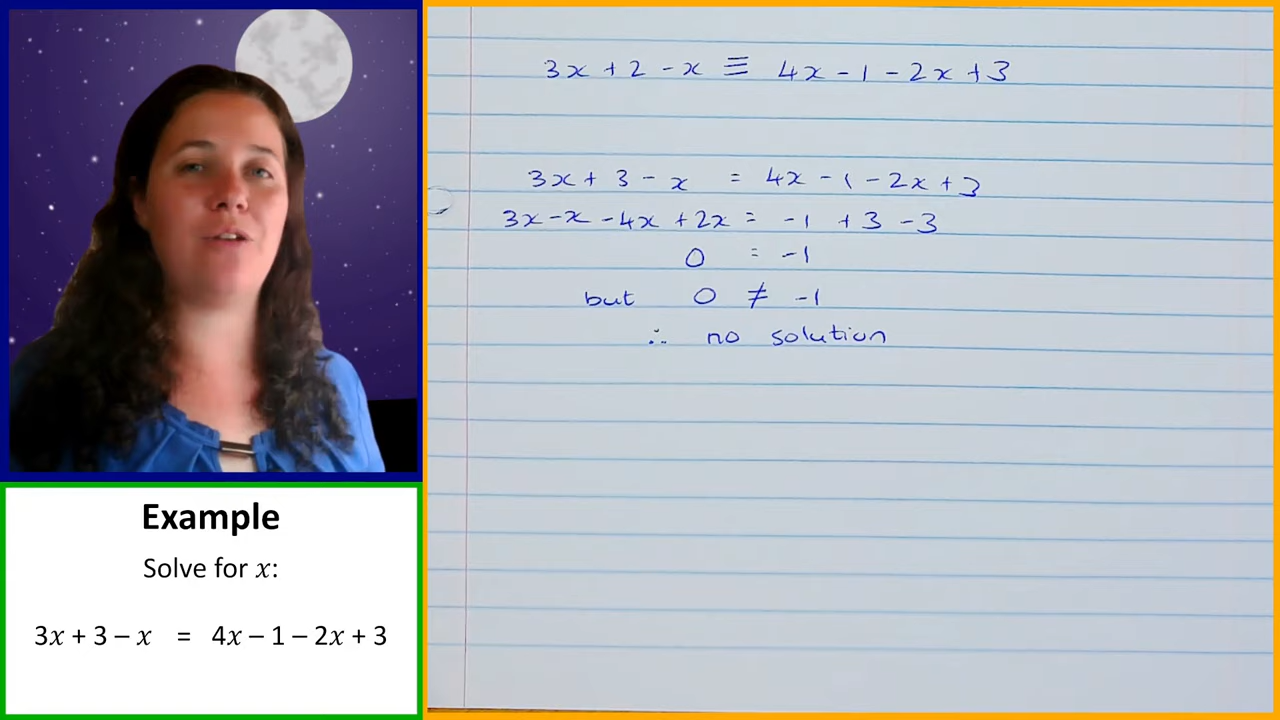 Example
Solve for x:
3x + 3 – x = 4x – 1 – 2x + 3
3x + 2 - x ≡ 4x - 1 - 2x + 3
3x + 3 - x = 4x - 1 - 2x + 3
3x - x - 4x + 2x = -1 + 3 - 3
0 = -1
but 0 ≠ -1
∴ no solution